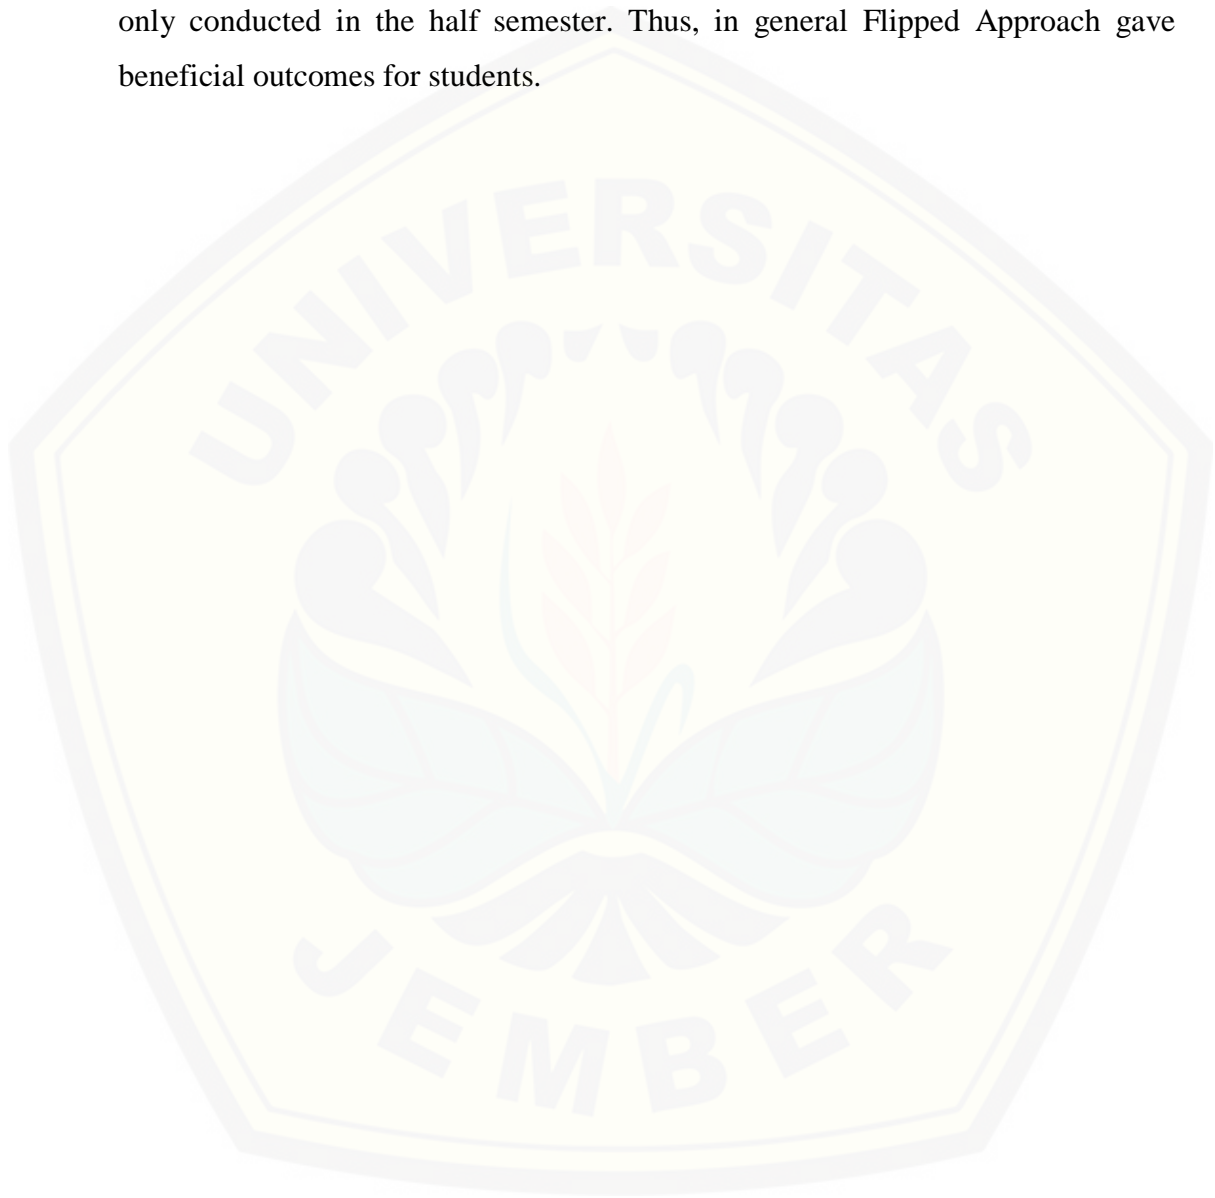 only conducted in the half semester. Thus, in general Flipped Approach gave
beneficial outcomes for students.
UNIVERSITAS
JEMBER